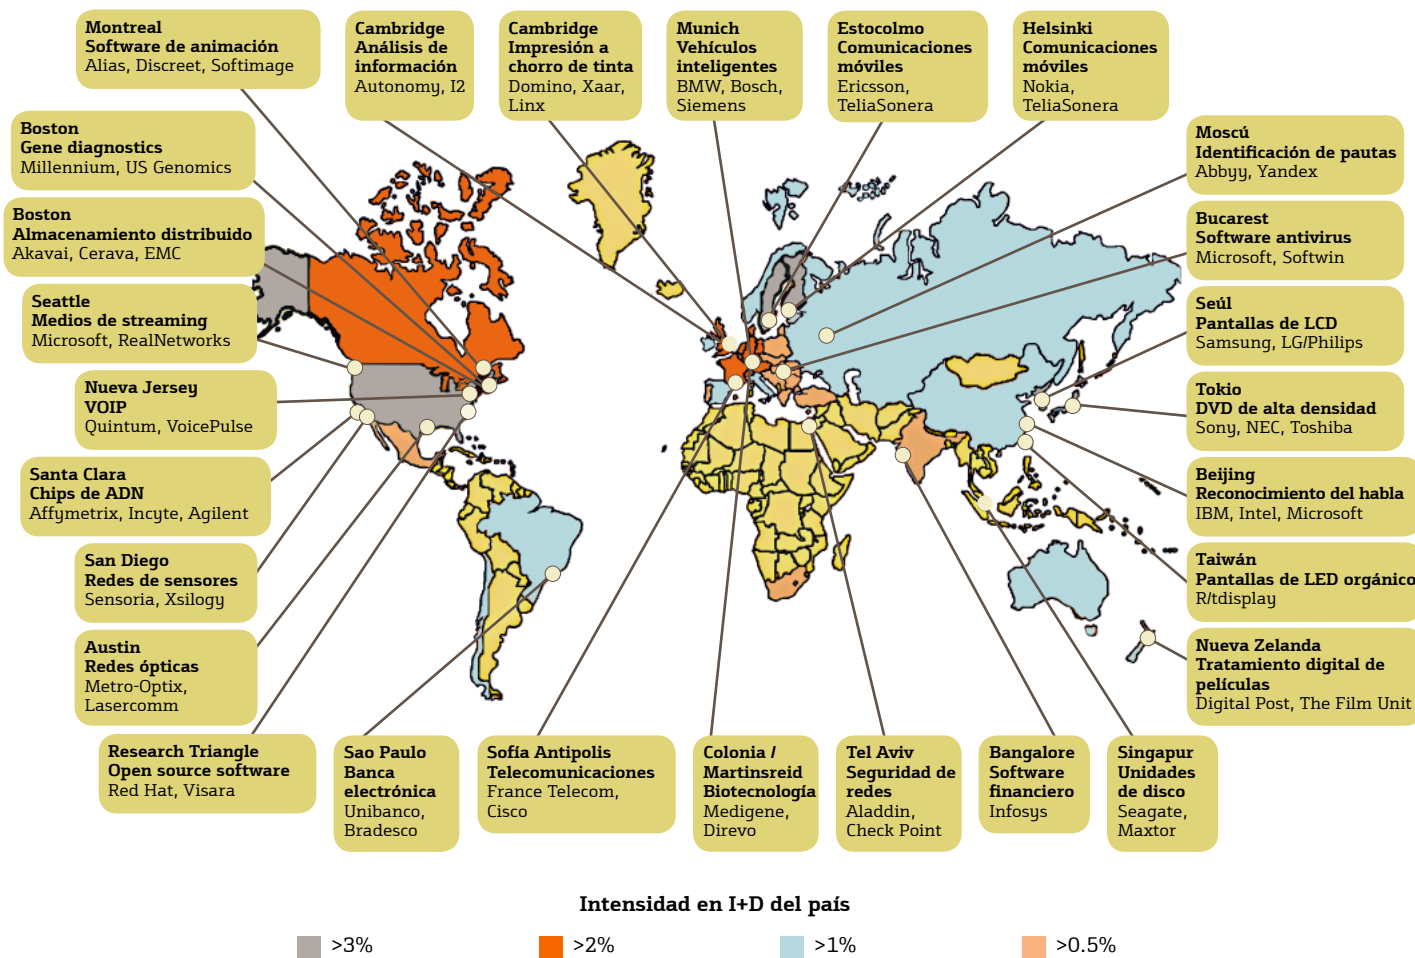 Montreal
Software de animación
Alias, Discreet, Softimage
Cambridge
Análisis de
información
Autonomy, I2
Cambridge
Impresión a
chorro de tinta
Domino, Xaar,
Linx
Munich
Vehículos
inteligentes
BMW, Bosch,
Siemens
Estocolmo
Comunicaciones
móviles
Ericsson,
TeliaSonera
Helsinki
Comunicaciones
móviles
Nokia,
TeliaSonera
Boston
Gene diagnostics
Millennium, US Genomics
Boston
Almacenamiento distribuido
Akavai, Cerava, EMC
Seattle
Medios de streaming
Microsoft, RealNetworks
Nueva Jersey
VOIP
Quintum, VoicePulse
Santa Clara
Chips de ADN
Affymetrix, Incyte, Agilent
San Diego
Redes de sensores
Sensoria, Xsilogy
Austin
Redes ópticas
Metro-Optix,
Lasercomm
Research Triangle
Open source software
Red Hat, Visara
Sao Paulo
Banca
electrónica
Unibanco,
Bradesco
Sofía Antipolis
Telecomunicaciones
France Telecom,
Cisco
Colonia /
Martinsreid
Biotecnología
Medigene,
Direvo
Tel Aviv
Seguridad de
redes
Aladdin,
Check Point
Bangalore
Software
financiero
Infosys
Singapur
Unidades
de disco
Seagate,
Maxtor
Moscú
Identificación de pautas
Abbyy, Yandex
Bucarest
Software antivirus
Microsoft, Softwin
Seúl
Pantallas de LCD
Samsung, LG/Philips
Tokio
DVD de alta densidad
Sony, NEC, Toshiba
Beijing
Reconocimiento del habla
IBM, Intel, Microsoft
Taiwán
Pantallas de LED orgánico
R/tdisplay
Nueva Zelanda
Tratamiento digital de
películas
Digital Post, The Film Unit
Intensidad en I+D del país
>3%
>2%
>1%
>0.5%